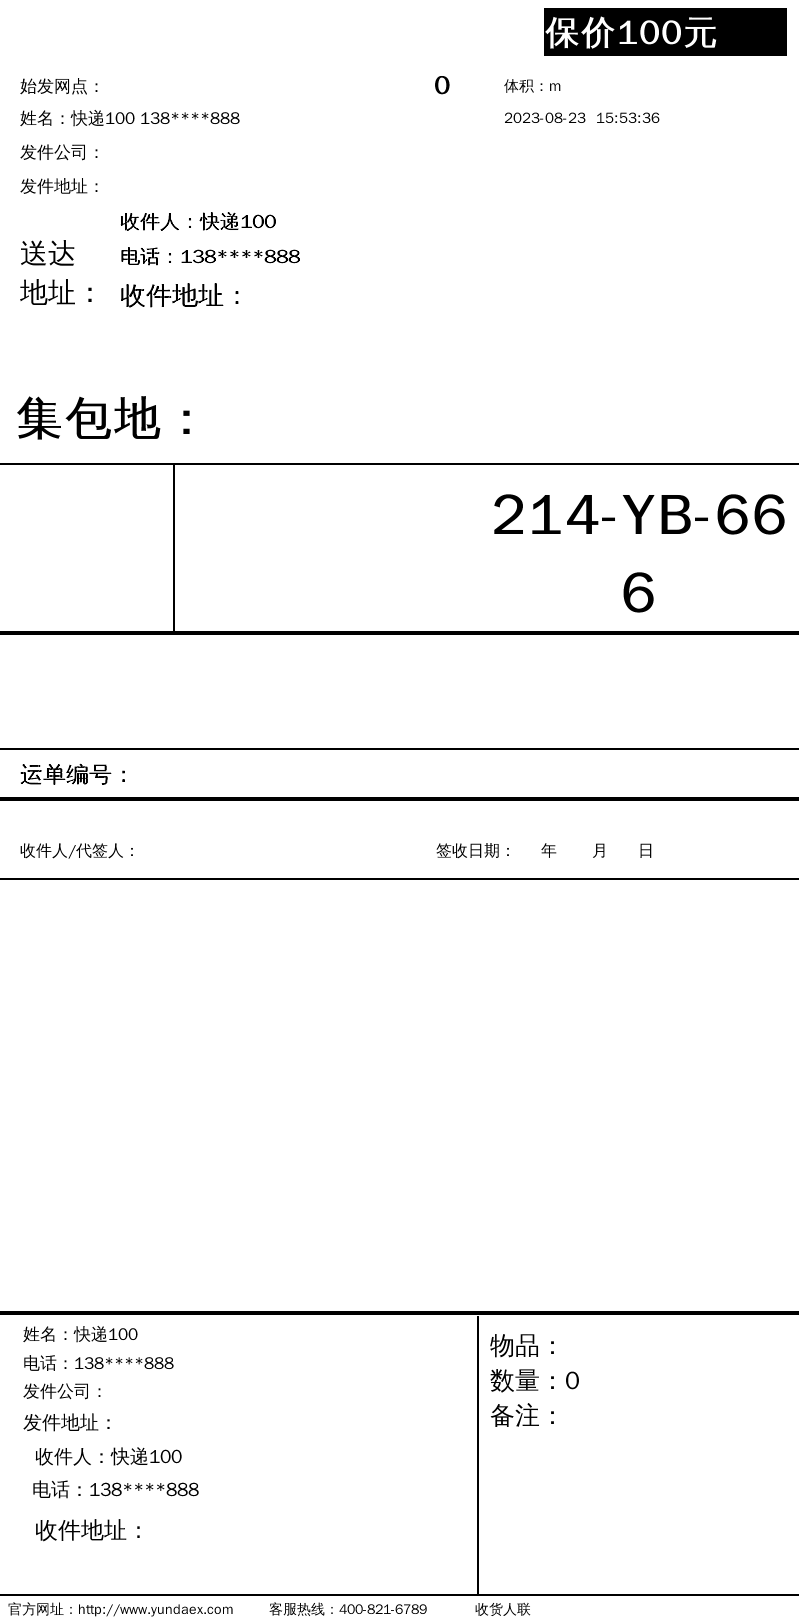 保价100元
始发网点： 0 体积：m
姓名：快递100 138****888 2023-08-23 15:53:36
发件公司：
发件地址：
收件人：快递100
送达
电话：138****888
地址： 收件地址：
集包地：
214-YB-66
6
运单编号：
收件人/代签人： 签收日期： 年 月 日
姓名：快递100
电话：138****888
发件公司：
发件地址：
收件人：快递100
电话：138****888
收件地址：
物品：
数量：0
备注：
官方网址：http://www.yundaex.com 客服热线：400-821-6789 收货人联